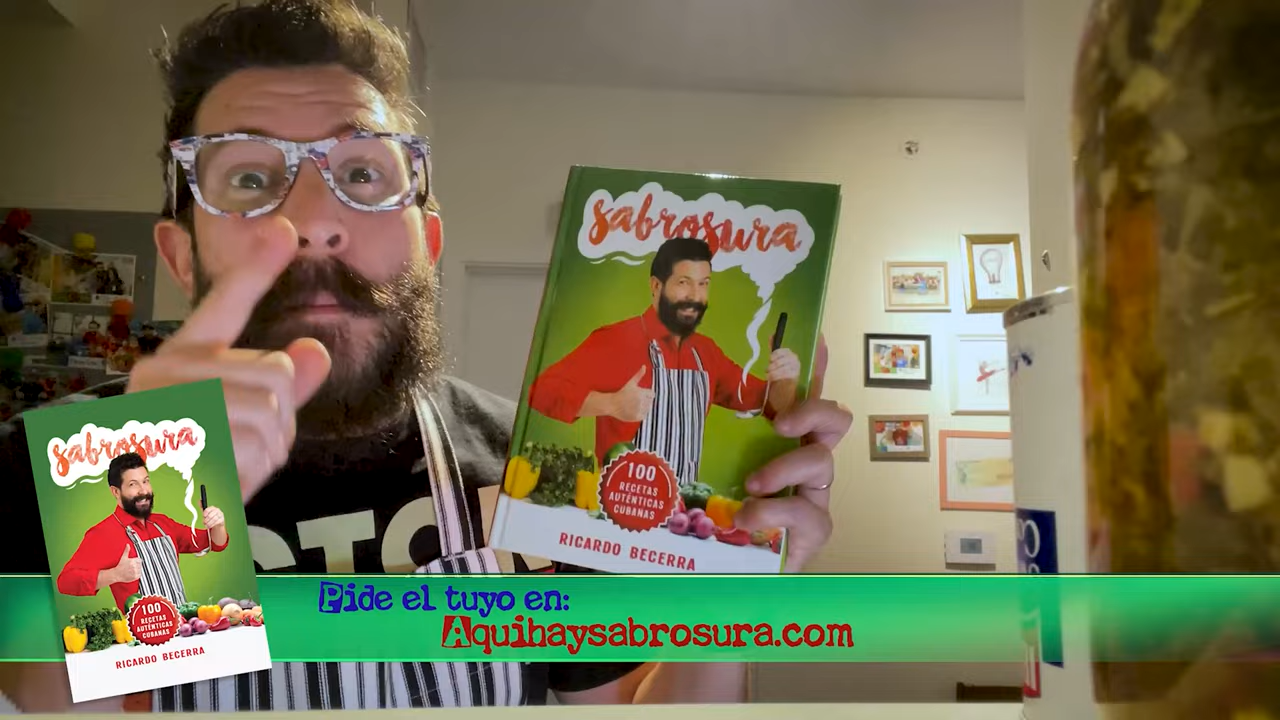 sabrosura
100
RECETAS
AUTÉNTICAS
CUBANAS
RICARDO BECERRA
sabrosura
100
RECETAS
AUTÉNTICAS
CUBANAS
RICARDO BECERRA
Pide el tuyo en:
Aquihaysabrosura.com